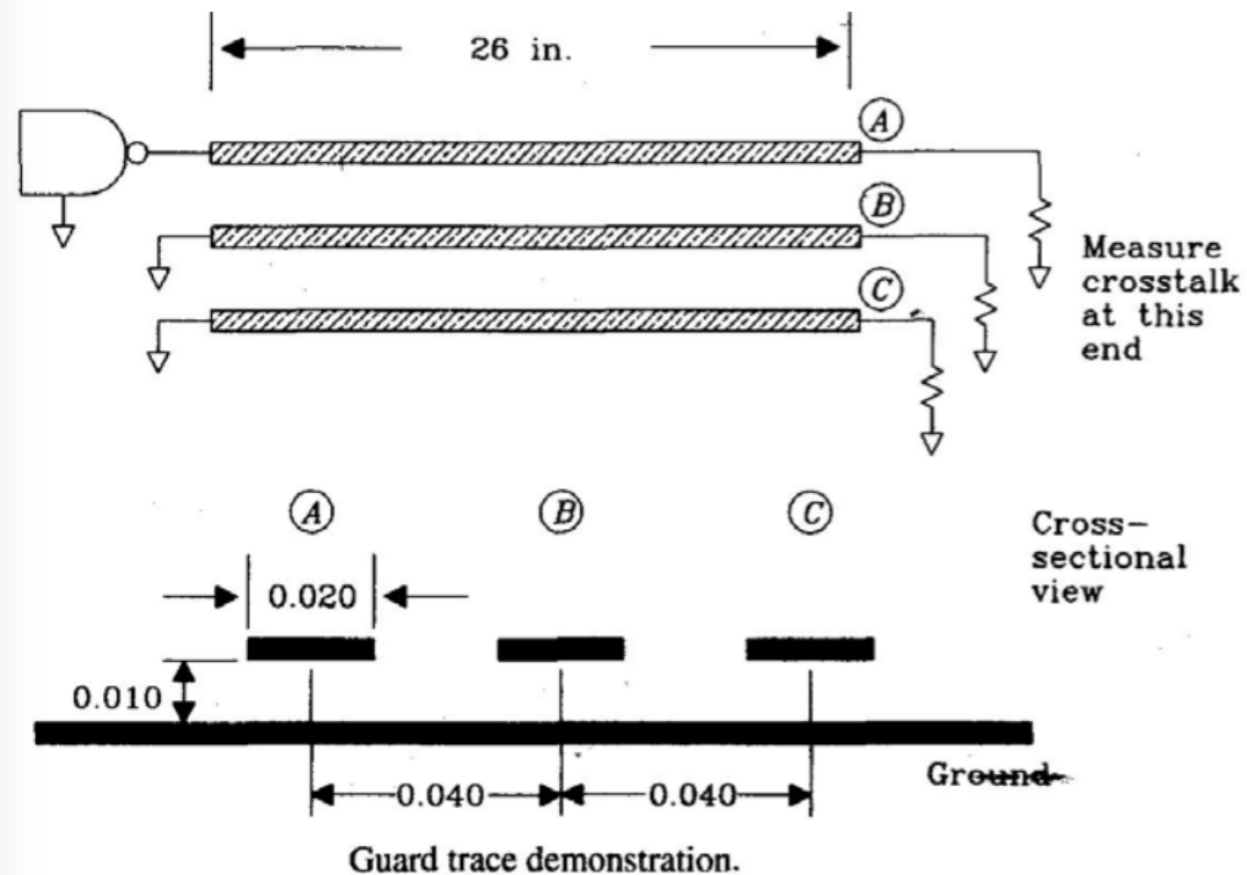 26 in.
A
B
C
Measure
crosstalk
at this
end
A
B
C
Cross-
sectional
view
0.020
0.010
Ground
0.040
0.040
Guard trace demonstration.